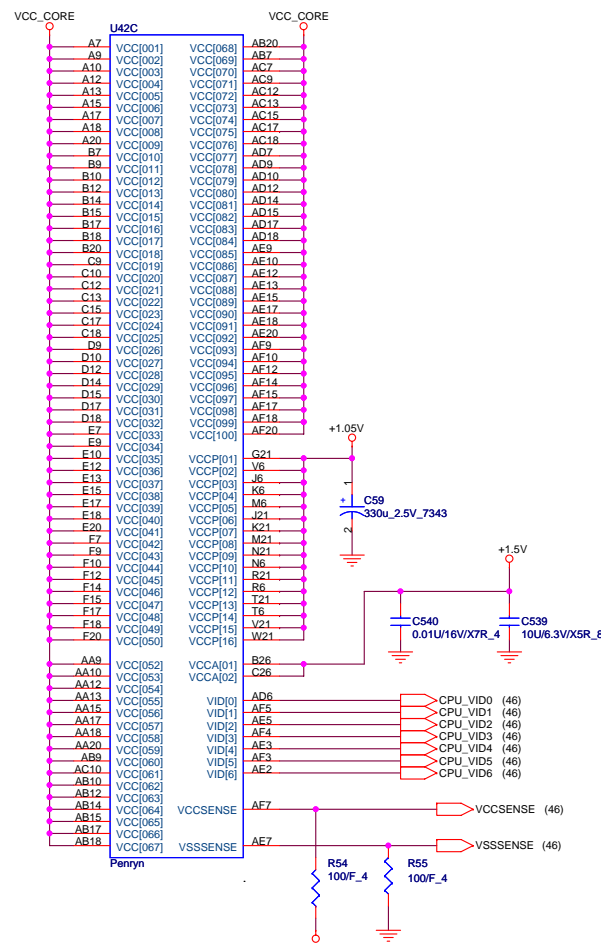 VCC_CORE VCC_CORE
U42C
A7 VCC[001] VCC[068] AB20
A9 VCC[002] VCC[069] AB7
A10 VCC[003] VCC[070] AC7
A12 VCC[004] VCC[071] AC9
A13 VCC[005] VCC[072] AC12
A15 VCC[006] VCC[073] AC13
A17 VCC[007] VCC[074] AC15
A18 VCC[008] VCC[075] AC17
A20 VCC[009] VCC[076] AC18
B7 VCC[010] VCC[077] AD7
B9 VCC[011] VCC[078] AD9
B10 VCC[012] VCC[079] AD10
B12 VCC[013] VCC[080] AD12
B14 VCC[014] VCC[081] AD14
B15 VCC[015] VCC[082] AD15
B17 VCC[016] VCC[083] AD17
B18 VCC[017] VCC[084] AD18
B20 VCC[018] VCC[085] AE9
C9 VCC[019] VCC[086] AE10
C10 VCC[020] VCC[087] AE12
C12 VCC[021] VCC[088] AE13
C13 VCC[022] VCC[089] AE15
C15 VCC[023] VCC[090] AE17
C17 VCC[024] VCC[091] AE18
C18 VCC[025] VCC[092] AE20
D9 VCC[026] VCC[093] AF9
D10 VCC[027] VCC[094] AF10
D12 VCC[028] VCC[095] AF12
D14 VCC[029] VCC[096] AF14
D15 VCC[030] VCC[097] AF15
D17 VCC[031] VCC[098] AF17
D18 VCC[032] VCC[099] AF18
E7 VCC[033] VCC[100] AF20
+1.05V
E9 VCC[034]
E10 VCC[035] VCCP[01] G21
E12 VCC[036] VCCP[02] V6
E13 VCC[037] VCCP[03] J6
E15 VCC[038] VCCP[04] K6
E17 VCC[039] VCCP[05] M6
E18 VCC[040] VCCP[06] J21
E20 VCC[041] VCCP[07] K21
F7 VCC[042] VCCP[08] M21
F9 VCC[043] VCCP[09] N21
F10 VCC[044] VCCP[10] N6
F12 VCC[045] VCCP[11] R21
F14 VCC[046] VCCP[12] R6
F15 VCC[047] VCCP[13] T21
F17 VCC[048] VCCP[14] T6
F18 VCC[049] VCCP[15] V21
F20 VCC[050] VCCP[16] W21
1
+
C59
330u_2.5V_7343
2
+1.5V
C540
0.01U/16V/X7R_4
C539
10U/6.3V/X5R_8
AA9 VCC[052] VCCA[01] B26
AA10 VCC[053] VCCA[02] C26
AA12 VCC[054]
AA13 VCC[055] VID[0] AD6 CPU_VID0 (46)
AA15 VCC[056] VID[1] AF5 CPU_VID1 (46)
AA17 VCC[057] VID[2] AE5 CPU_VID2 (46)
AA18 VCC[058] VID[3] AF4 CPU_VID3 (46)
AA20 VCC[059] VID[4] AE3 CPU_VID4 (46)
AB9 VCC[060] VID[5] AF3 CPU_VID5 (46)
AC10 VCC[061] VID[6] AE2 CPU_VID6 (46)
AB10 VCC[062]
AB12 VCC[063]
AB14 VCC[064] VCCSENSE AF7 VCCSENSE (46)
AB15 VCC[065]
AB17 VCC[066]
AB18 VCC[067] VSSSENSE AE7 VSSSENSE (46)
Penryn
R54
100/F_4
R55
100/F_4